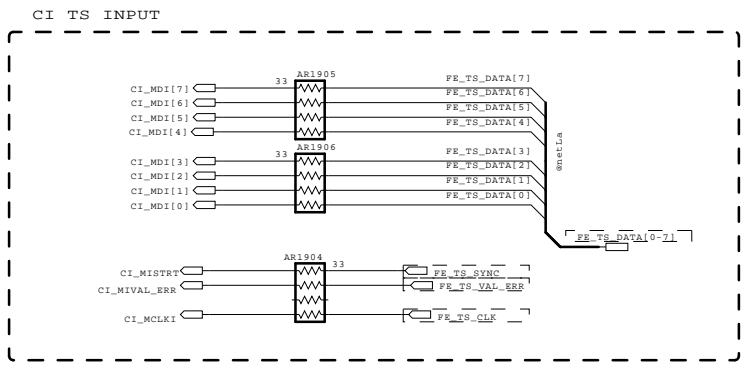 CI TS INPUT
AR1905
33
CI_MDI[7] FE_TS_DATA[7]
CI_MDI[6] FE_TS_DATA[6]
CI_MDI[5] FE_TS_DATA[5]
CI_MDI[4] FE_TS_DATA[4]
AR1906
33
CI_MDI[3] FE_TS_DATA[3]
CI_MDI[2] FE_TS_DATA[2]
CI_MDI[1] FE_TS_DATA[1]
CI_MDI[0] FE_TS_DATA[0]
@netLa
FE_TS_DATA[0-7]
AR1904
33
CI_MISTRT FE_TS_SYNC
CI_MIVAL_ERR FE_TS_VAL_ERR
CI_MCLKI FE_TS_CLK